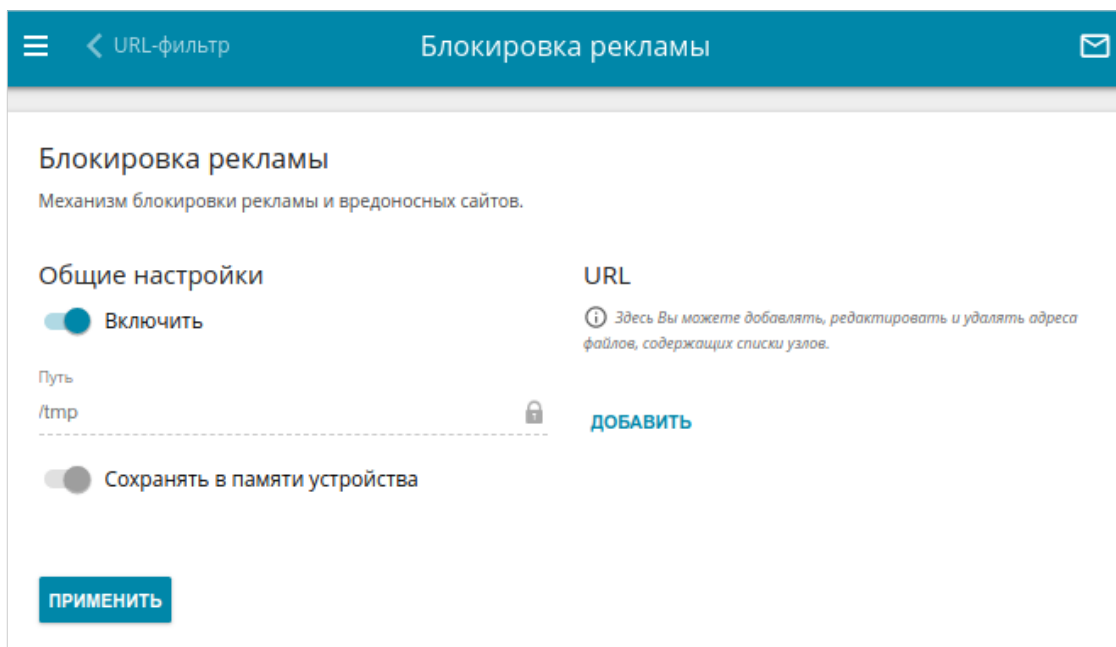 URL-фильтр
Блокировка рекламы
Блокировка рекламы
Механизм блокировки рекламы и вредоносных сайтов.
Общие настройки
Включить
Путь
/tmp
Сохранять в памяти устройства
ПРИМЕНИТЬ
URL
Здесь Вы можете добавлять, редактировать и удалять адреса
файлов, содержащих списки узлов.
ДОБАВИТЬ